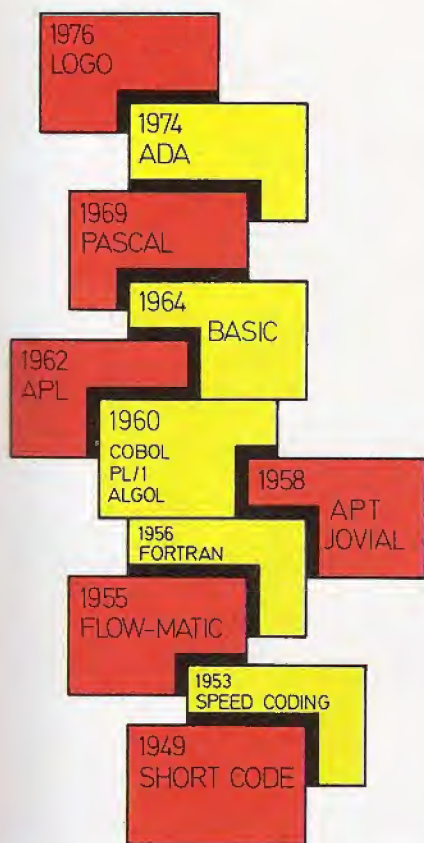 1976
LOGO
1974
ADA
1969
PASCAL
1964
BASIC
1962
APL
1960
COBOL
PL/1
ALGOL
1958
APT
JOVIAL
1956
FORTRAN
1955
FLOW-MATIC
1953
SPEED CODING
1949
SHORT CODE